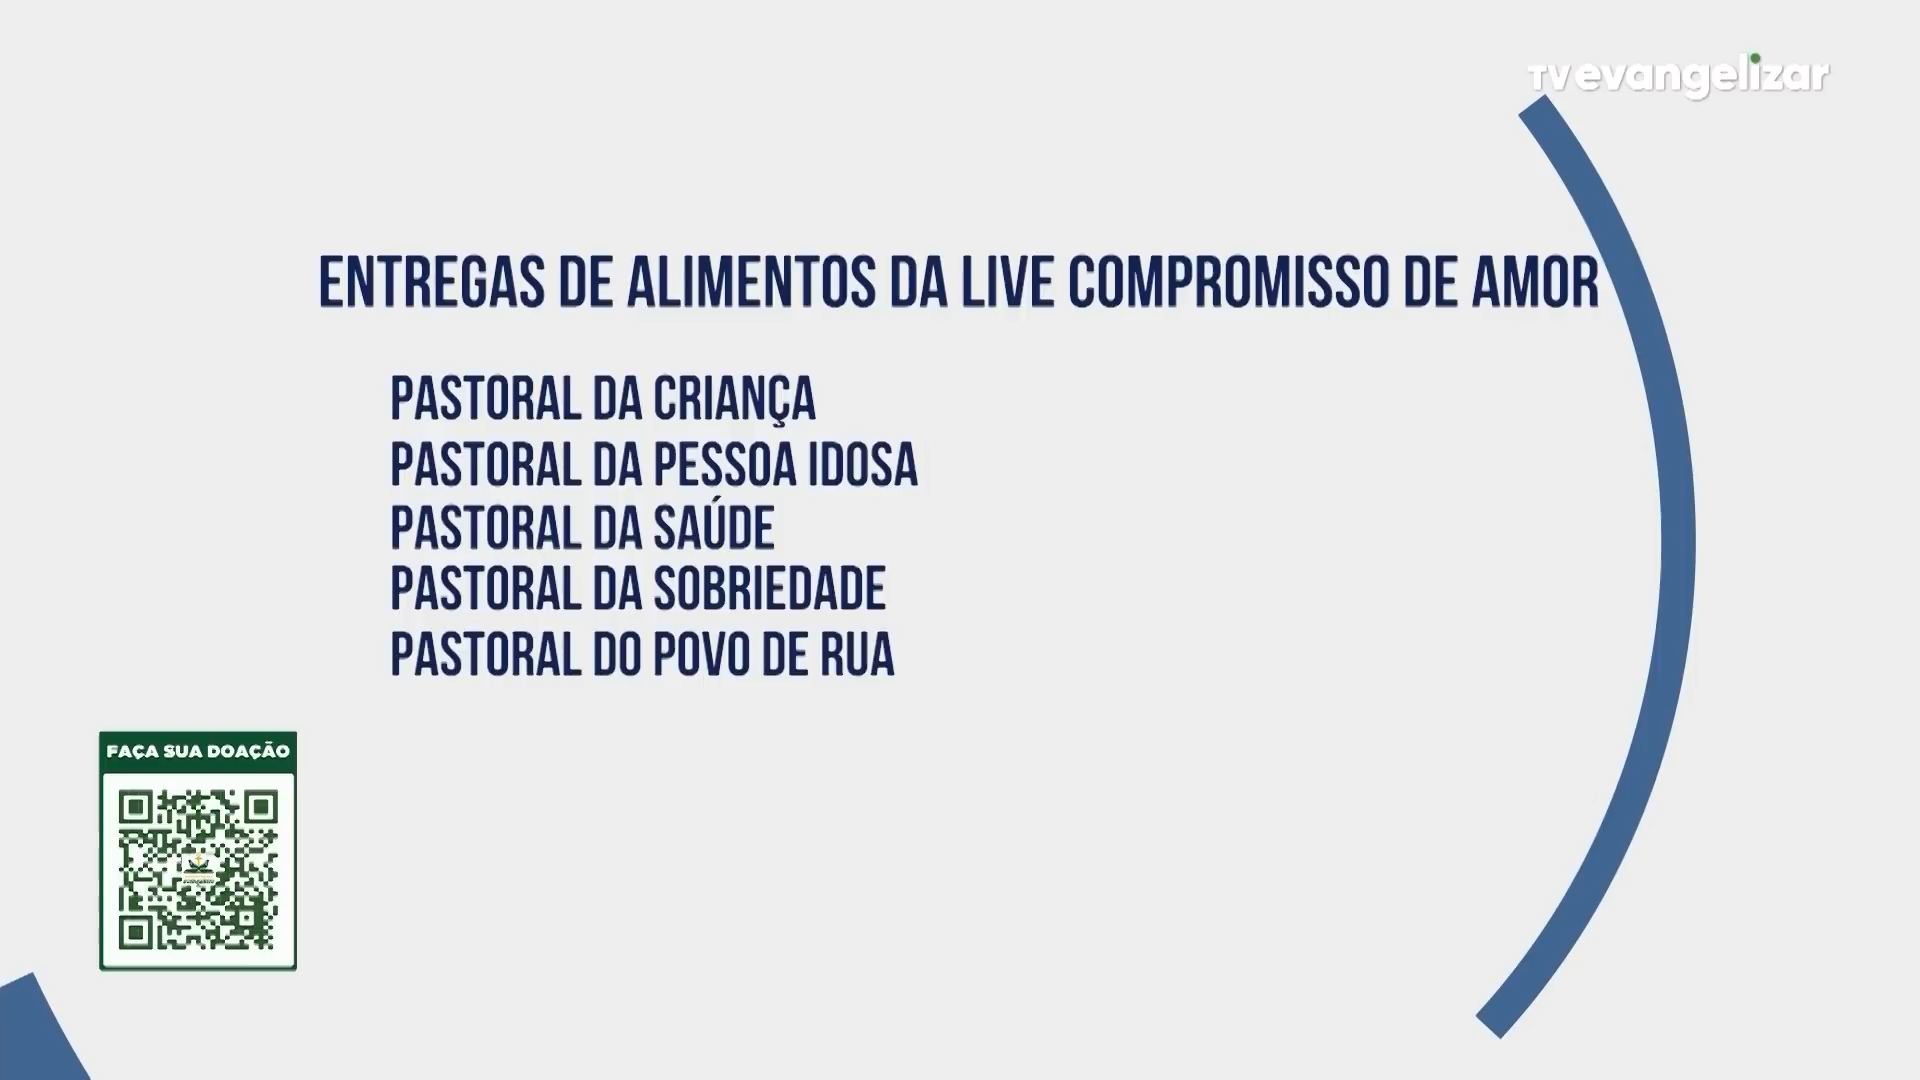 TVevangelizar
ENTREGAS DE ALIMENTOS DA LIVE COMPROMISSO DE AMOR
PASTORAL DA CRIANÇA
PASTORAL DA PESSOA IDOSA
PASTORAL DA SAÚDE
PASTORAL DA SOBRIEDADE
PASTORAL DO POVO DE RUA
FAÇA SUA DOAÇÃO